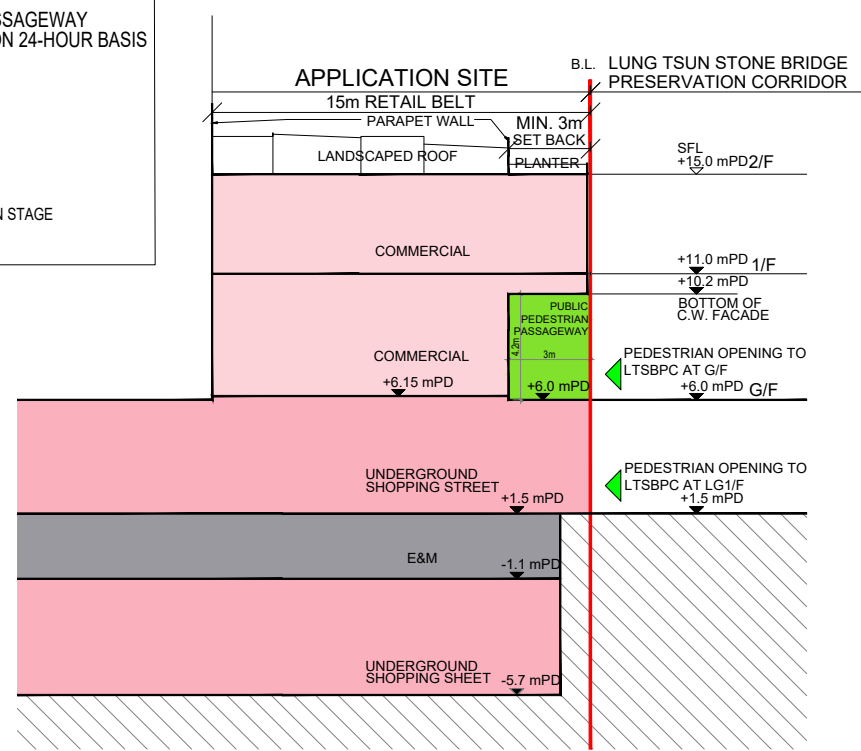 SSAGEWAY
ON 24-HOUR BASIS
N STAGE
B.L.
LUNG TSUN STONE BRIDGE
PRESERVATION CORRIDOR
APPLICATION SITE
15m RETAIL BELT
PARAPET WALL
MIN. 3m
SET BACK
LANDSCAPED ROOF
PLANTER
SFL
+15.0 mPD 2/F
COMMERCIAL
+11.0 mPD 1/F
+10.2 mPD
BOTTOM OF
C.W. FACADE
PUBLIC
PEDESTRIAN
PASSAGEWAY
4.2m
3m
COMMERCIAL
+6.15 mPD
+6.0 mPD
PEDESTRIAN OPENING TO
LTSBPC AT G/F
+6.0 mPD G/F
UNDERGROUND
SHOPPING STREET
+1.5 mPD
PEDESTRIAN OPENING TO
LTSBPC AT LG1/F
+1.5 mPD
E&M
-1.1 mPD
UNDERGROUND
SHOPPING SHEET
-5.7 mPD